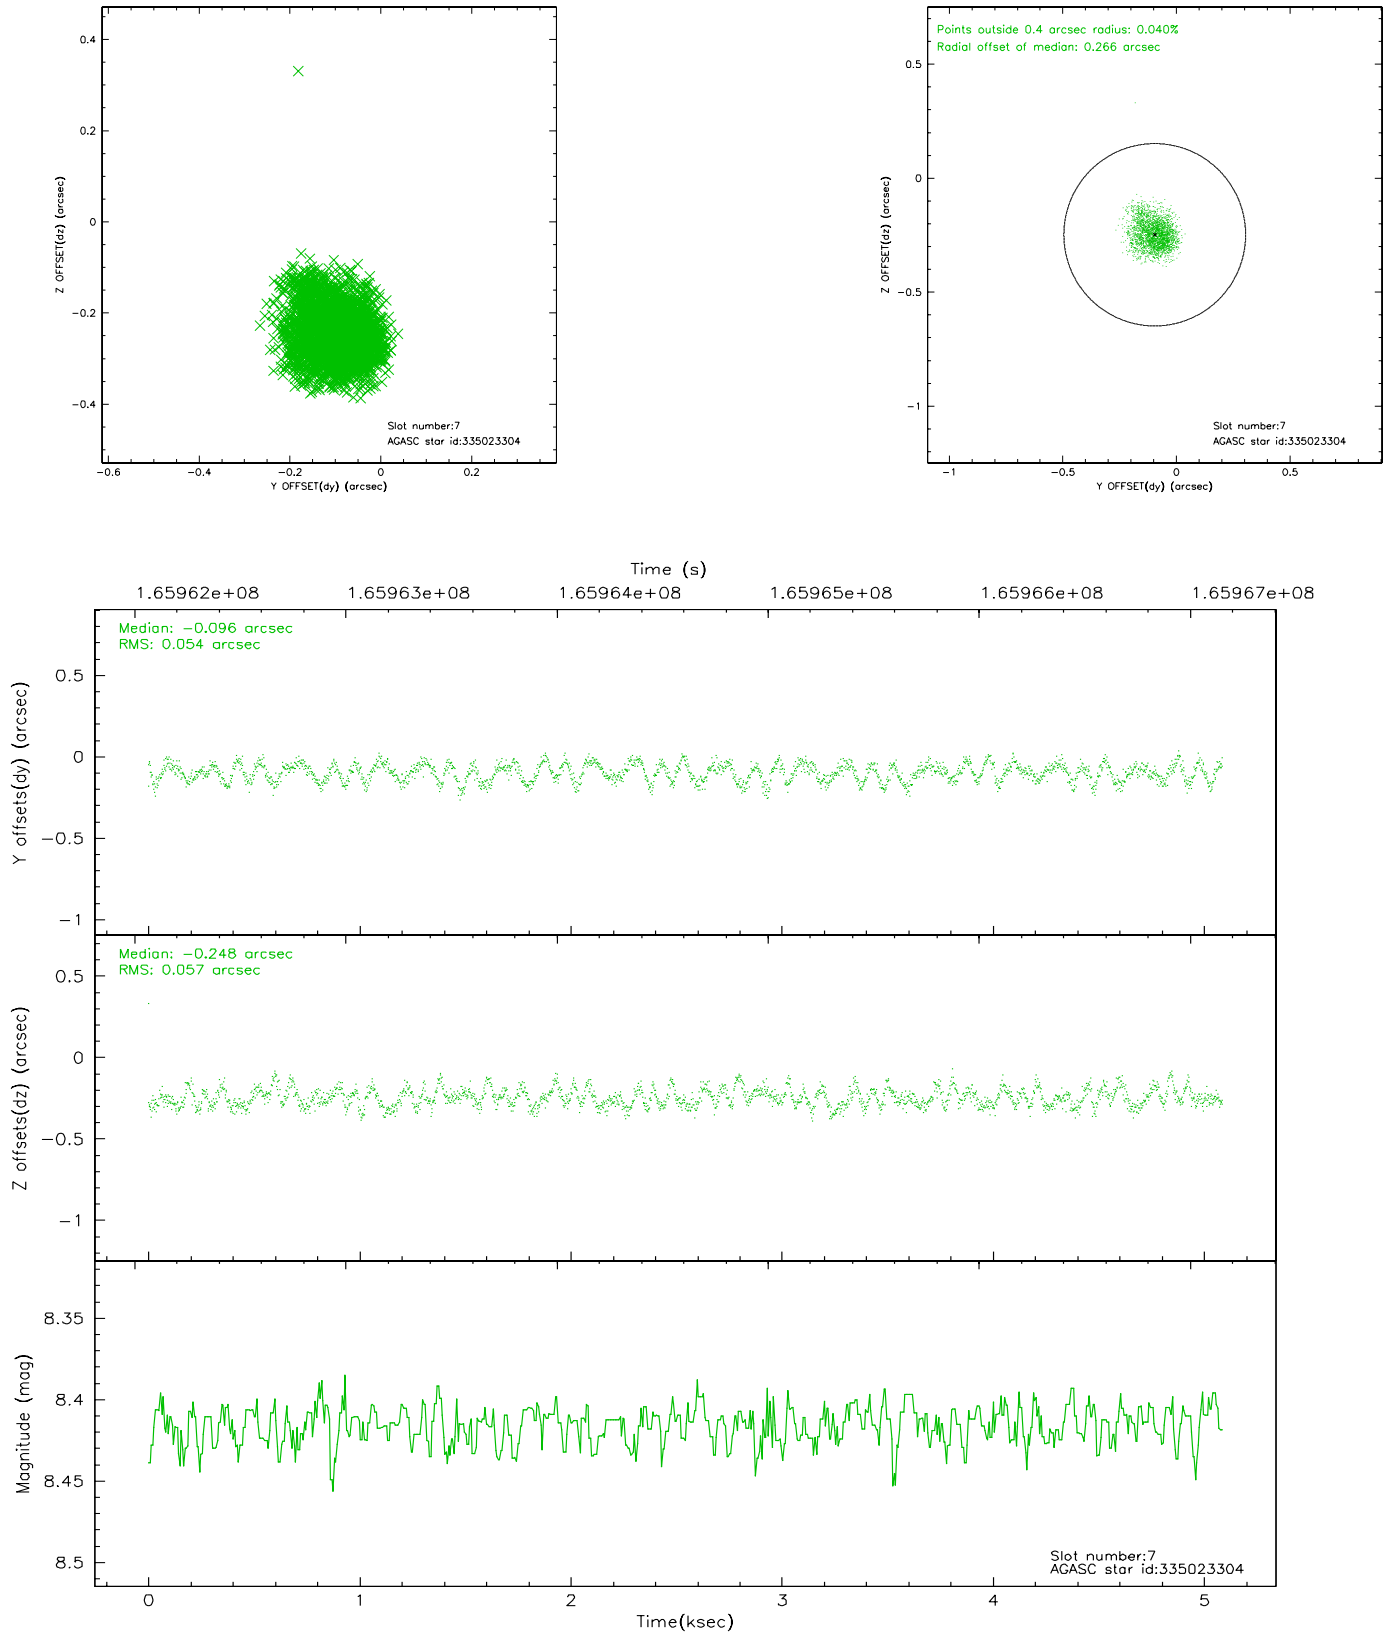 0.4
0.2
0
−0.2
−0.4
Z OFFSET(dz) (arcsec)
−0.6 −0.4 −0.2 0 0.2
Y OFFSET(dy) (arcsec)
Slot number:7
AGASC star id:335023304
Points outside 0.4 arcsec radius: 0.040%
Radial offset of median: 0.266 arcsec
0.5
0
−0.5
−1
Z OFFSET(dz) (arcsec)
Slot number:7
AGASC star id:335023304
−1 −0.5 0 0.5
Y OFFSET(dy) (arcsec)
Time (s)
1.65962e+08 1.65963e+08 1.65964e+08 1.65965e+08 1.65966e+08 1.65967e+08
Median: −0.096 arcsec
RMS: 0.054 arcsec
0.5
0
−0.5
−1
Y offsets(dy) (arcsec)
Median: −0.248 arcsec
RMS: 0.057 arcsec
0.5
0
−0.5
−1
Z offsets(dz) (arcsec)
8.35
8.4
8.45
8.5
Magnitude (mag)
Slot number:7
AGASC star id:335023304
0 1 2 3 4 5
Time(ksec)